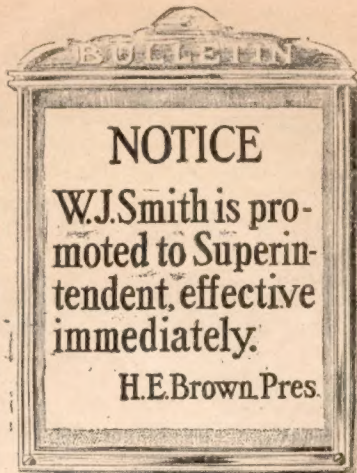 BULLETIN
NOTICE
W.J.Smith is pro-
moted to Superin-
tendent, effective
immediately.
H.E.Brown Pres.